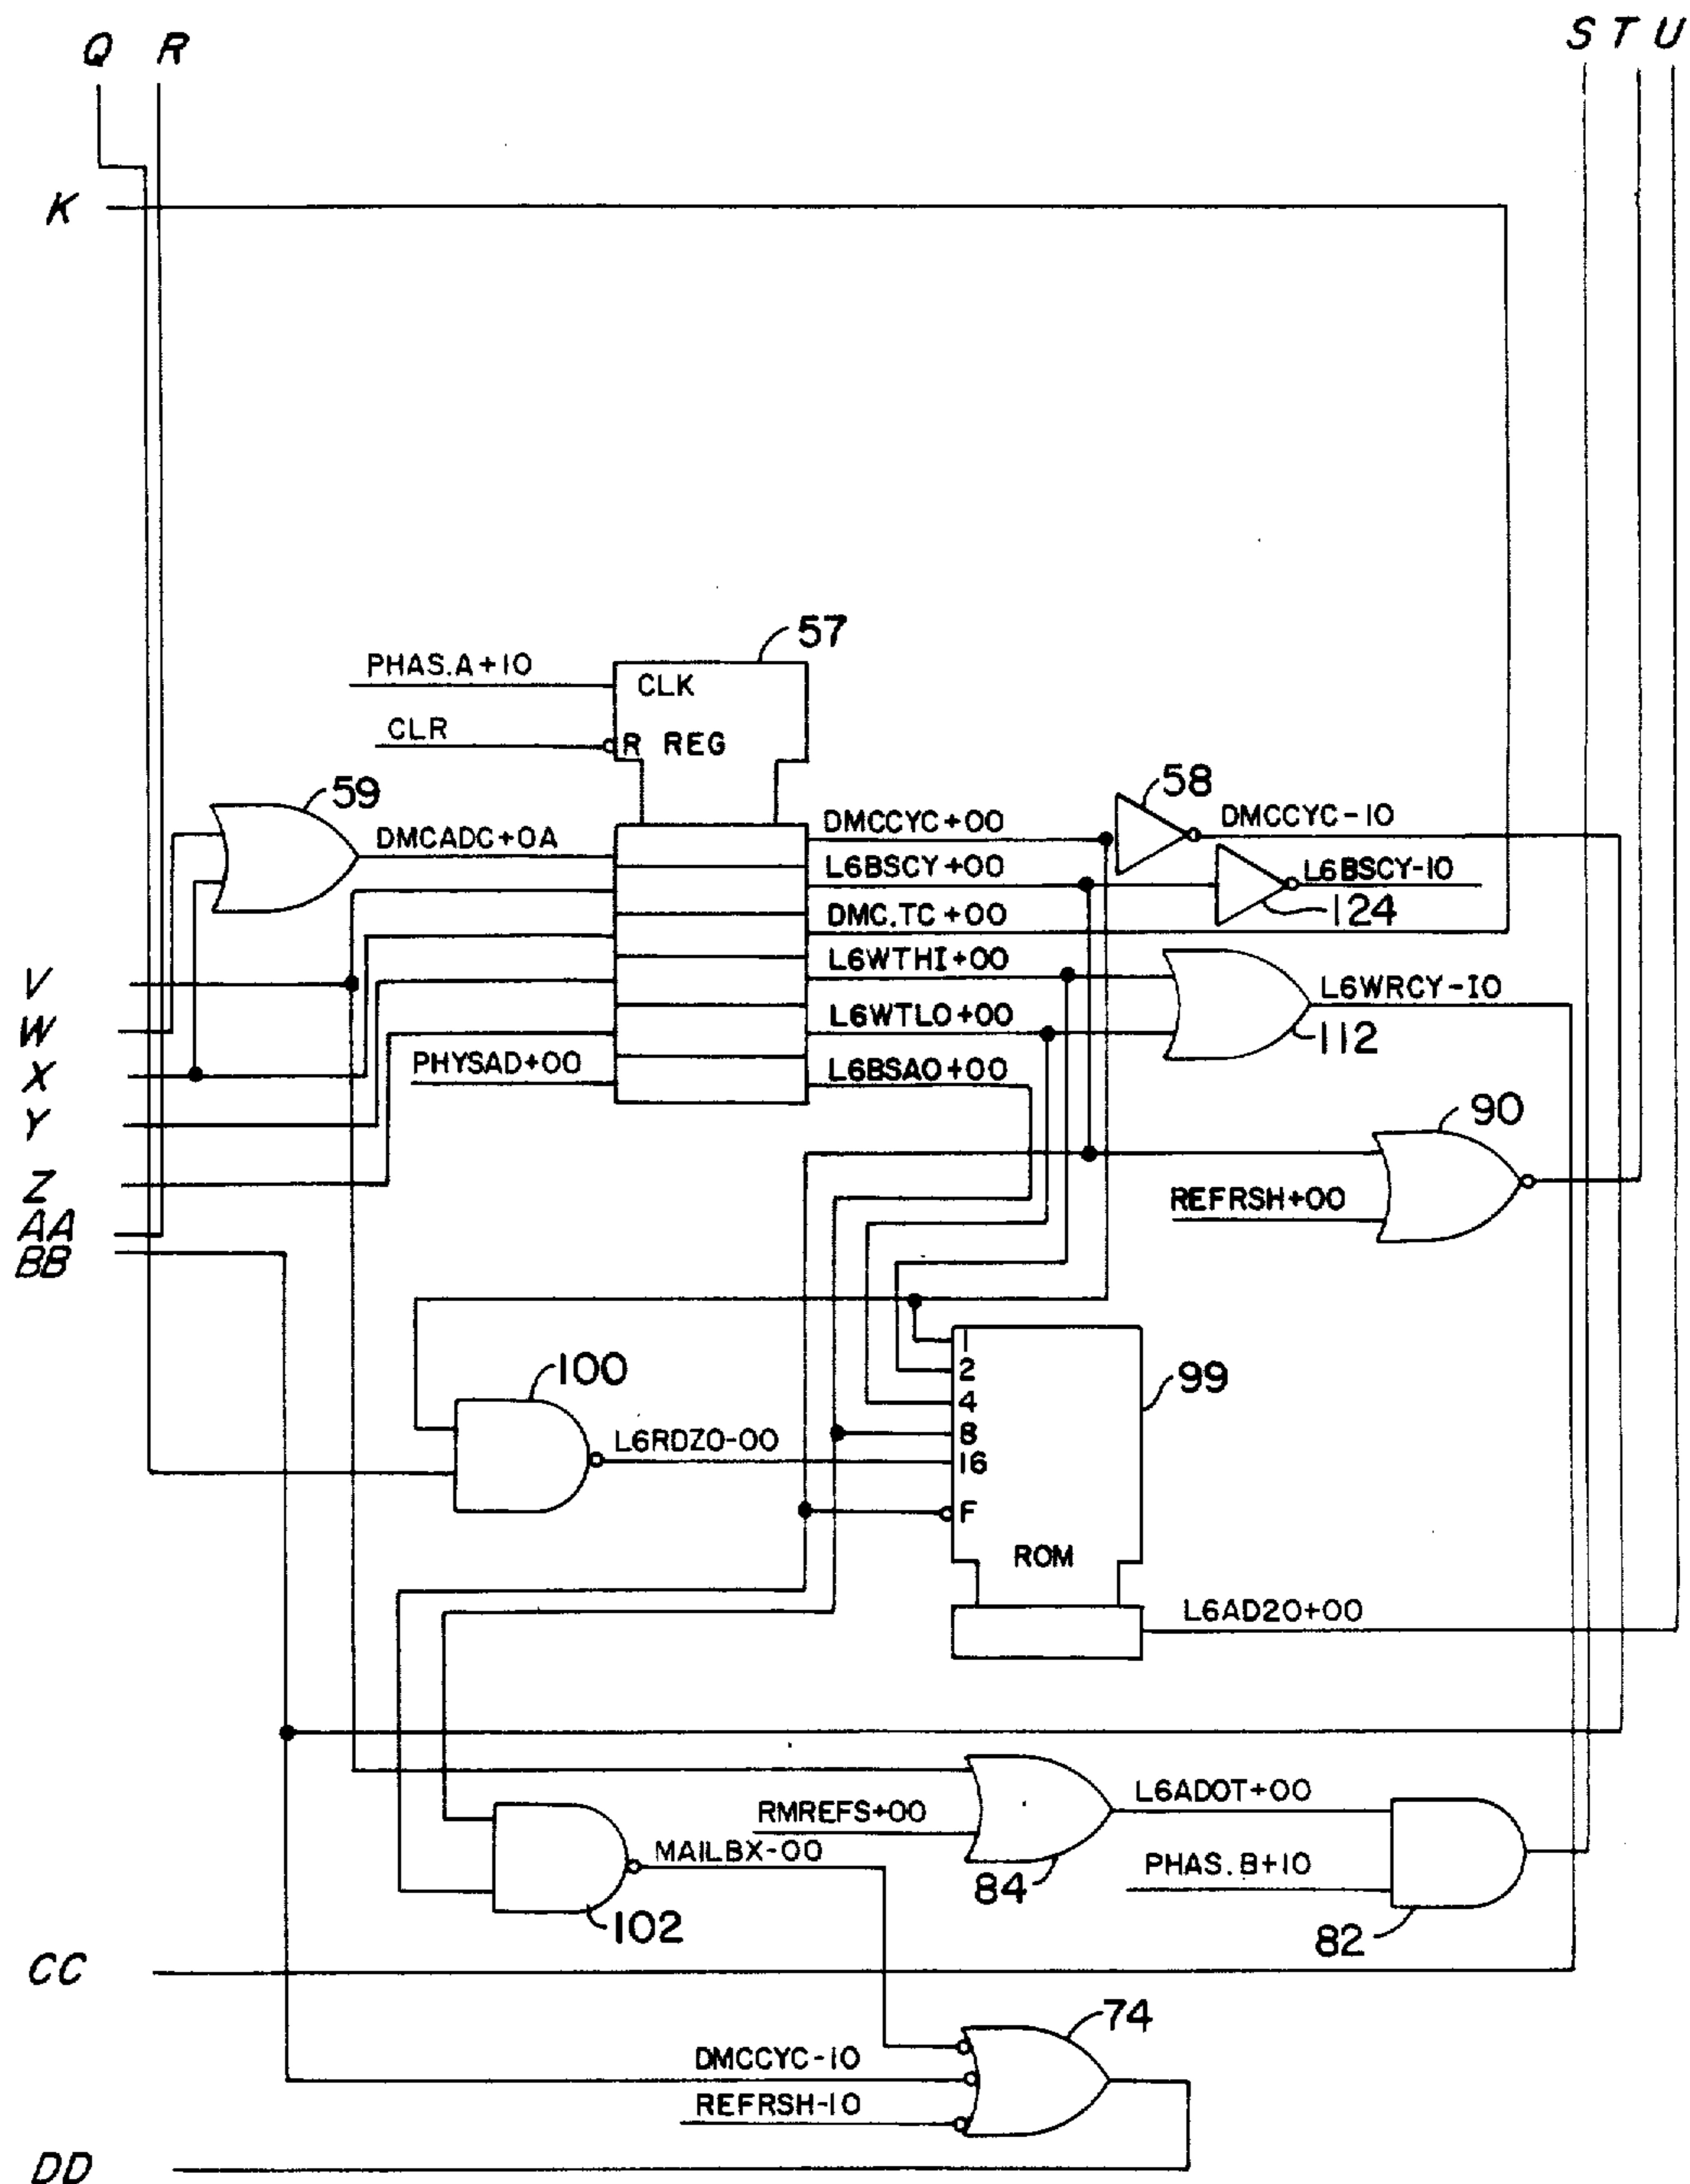 Q R S T U
K
57
PHAS.A+10
CLK
CLR
R REG
59
DMCADC+0A
DMCCYC+00
58
DMCCYC-10
L6BSCY+00
L6BSCY-10
124
DMC.TC+00
V
L6WTHI+00
L6WRCY-10
W
L6WTLO+00
112
X
PHYSAD+00
L6BSA0+00
Y
90
Z
REFRSH+00
AA
BB
1
2
100
99
4
8
L6RDZ0-00
16
F
ROM
L6AD20+00
L6ADOT+00
RMREFS+00
MAILBX-00
PHAS.B+10
84
102
82
CC
74
DMCCYC-10
REFRSH-10
DD